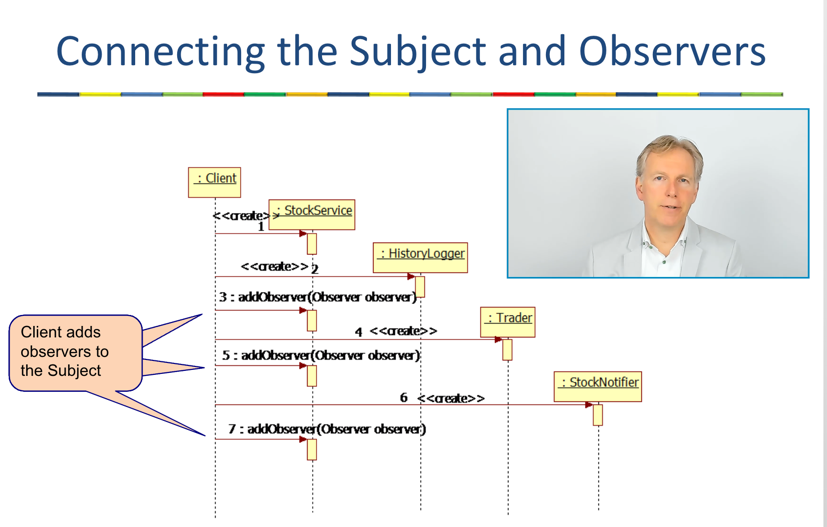 Connecting the Subject and Observers
: Client
<<create>>
1
: StockService
: HistoryLogger
<<create>> 2
3 : addObserver(Observer observer)
: Trader
4 <<create>>
Client adds
observers to
the Subject
5 : addObserver(Observer observer)
: StockNotifier
6 <<create>>
7 : addObserver(Observer observer)